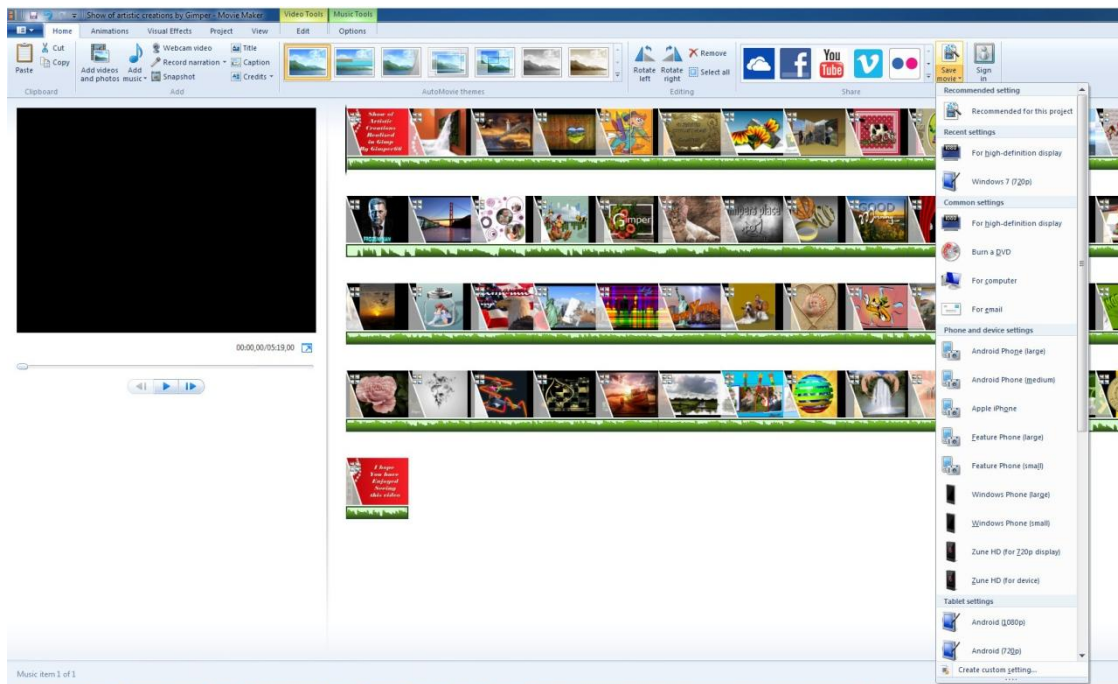 Show of artistic creations by Gimper - Movie Maker
Video Tools
Music Tools
Home
Animations
Visual Effects
Project
View
Edit
Options
Paste
Cut
Copy
Clipboard
Add videos
and photos
Add
music
Webcam video
Record narration
Snapshot
Title
Caption
Credits
Add
AutoMovie themes
Rotate
left
Rotate
right
Remove
Select all
Editing
You
Tube
Share
Save
movie
Sign
in
00:00,00/05:19,00
Show of
Artistic
Creations
Realised
in Gimp
By Gimper66
Gimper
GOOD
Morning
I hope
You have
Enjoyed
Seeing
this video
Recommended setting
Recommended for this project
Recent settings
For high-definition display
Windows 7 (720p)
Common settings
For high-definition display
Burn a DVD
For computer
For email
Phone and device settings
Android Phone (large)
Android Phone (medium)
Apple iPhone
Feature Phone (large)
Feature Phone (small)
Windows Phone (large)
Windows Phone (small)
Zune HD (for 720p display)
Zune HD (for device)
Tablet settings
Android (1080p)
Android (720p)
Create custom setting...
Music item 1 of 1